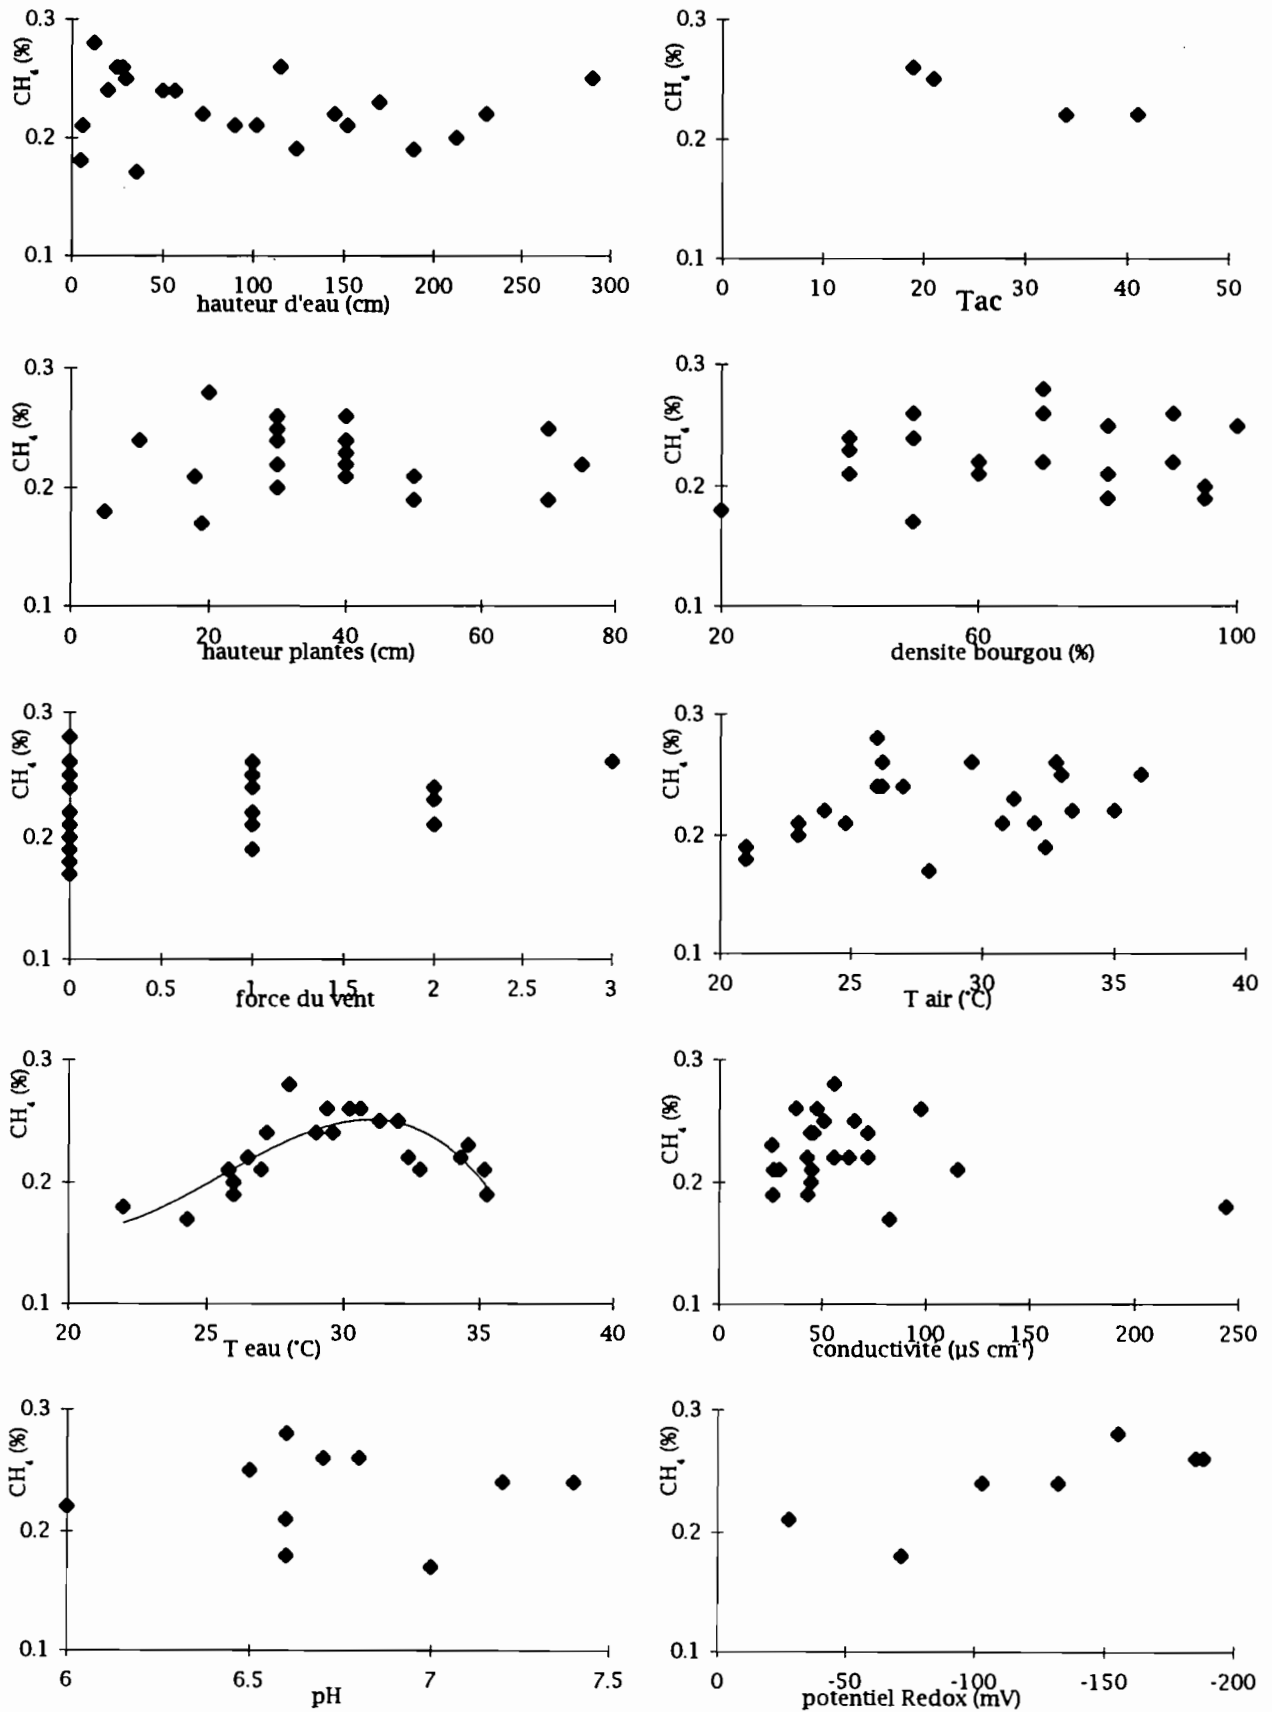 0.3
CH4 (%)
0.2
0.1
0 50 100 150 200 250 300
hauteur d'eau (cm)
0.3
CH4 (%)
0.2
0.1
0 10 20 30 40 50
Tac
0.3
CH4 (%)
0.2
0.1
0 20 40 60 80
hauteur plantes (cm)
0.3
CH4 (%)
0.2
0.1
20 60 100
densite bourgou (%)
0.3
CH4 (%)
0.2
0.1
0 0.5 1 1.5 2 2.5 3
force du vent
0.3
CH4 (%)
0.2
0.1
20 25 30 35 40
T air (°C)
0.3
CH4 (%)
0.2
0.1
20 25 30 35 40
T eau (°C)
0.3
CH4 (%)
0.2
0.1
0 50 100 150 200 250
conductivité (µS cm⁻¹)
0.3
CH4 (%)
0.2
0.1
6 6.5 7 7.5
pH
0.3
CH4 (%)
0.2
0.1
0 -50 -100 -150 -200
potentiel Redox (mV)